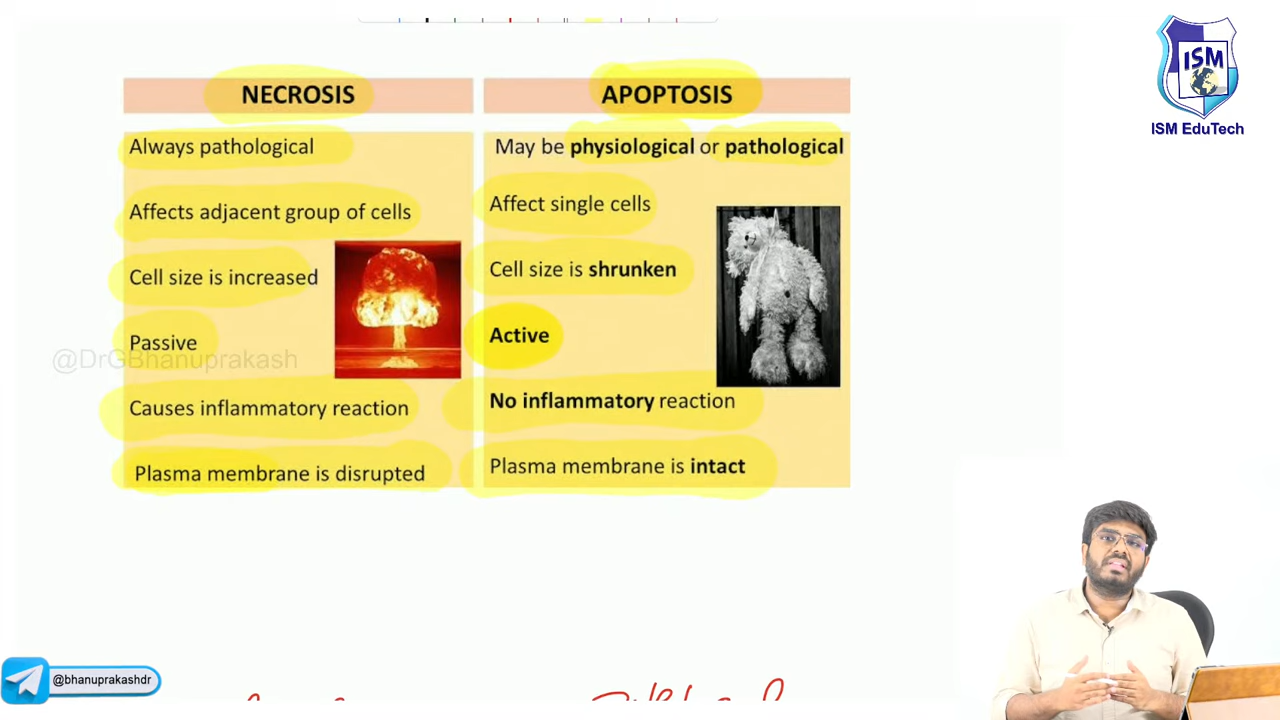 NECROSIS
Always pathological
Affects adjacent group of cells
Cell size is increased
Passive
Causes inflammatory reaction
Plasma membrane is disrupted
APOPTOSIS
May be physiological or pathological
Affect single cells
Cell size is shrunken
Active
No inflammatory reaction
Plasma membrane is intact
@DrGBhanuprakash
ISM
ISM EduTech
@bhanuprakashdr